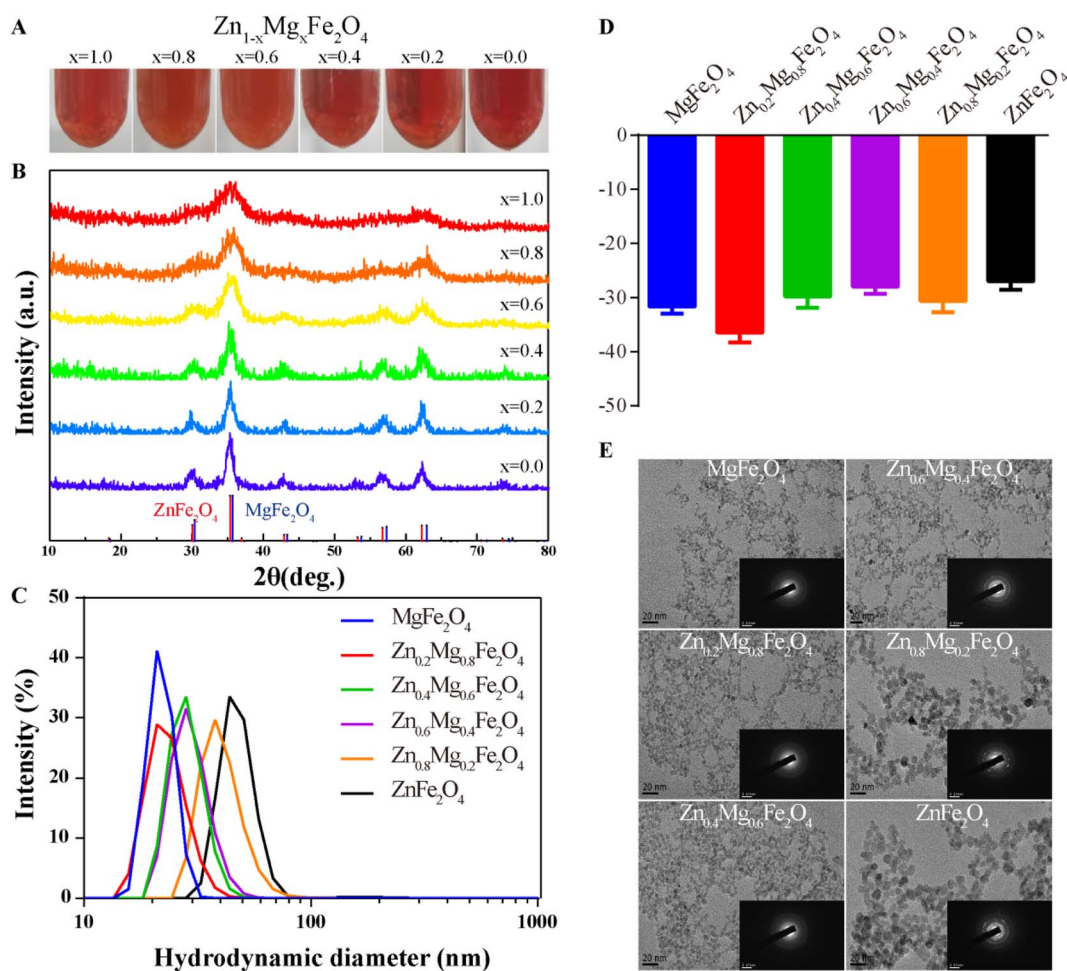 A
Zn₁₋ₓMgₓFe₂O₄
x=1.0 x=0.8 x=0.6 x=0.4 x=0.2 x=0.0
B
Intensity (a.u.)
x=1.0
x=0.8
x=0.6
x=0.4
x=0.2
x=0.0
ZnFe₂O₄ MgFe₂O₄
10 20 30 40 50 60 70 80
2θ(deg.)
C
Intensity (%)
50
40
30
20
10
0
MgFe₂O₄
Zn₀.₂Mg₀.₈Fe₂O₄
Zn₀.₄Mg₀.₆Fe₂O₄
Zn₀.₆Mg₀.₄Fe₂O₄
Zn₀.₈Mg₀.₂Fe₂O₄
ZnFe₂O₄
10 100 1000
Hydrodynamic diameter (nm)
D
MgFe₂O₄
Zn₀.₂Mg₀.₈Fe₂O₄
Zn₀.₄Mg₀.₆Fe₂O₄
Zn₀.₆Mg₀.₄Fe₂O₄
Zn₀.₈Mg₀.₂Fe₂O₄
ZnFe₂O₄
0
-10
-20
-30
-40
-50
E
MgFe₂O₄ Zn₀.₆Mg₀.₄Fe₂O₄
20 nm 20 nm
Zn₀.₂Mg₀.₈Fe₂O₄ Zn₀.₈Mg₀.₂Fe₂O₄
20 nm 20 nm
Zn₀.₄Mg₀.₆Fe₂O₄ ZnFe₂O₄
20 nm 20 nm